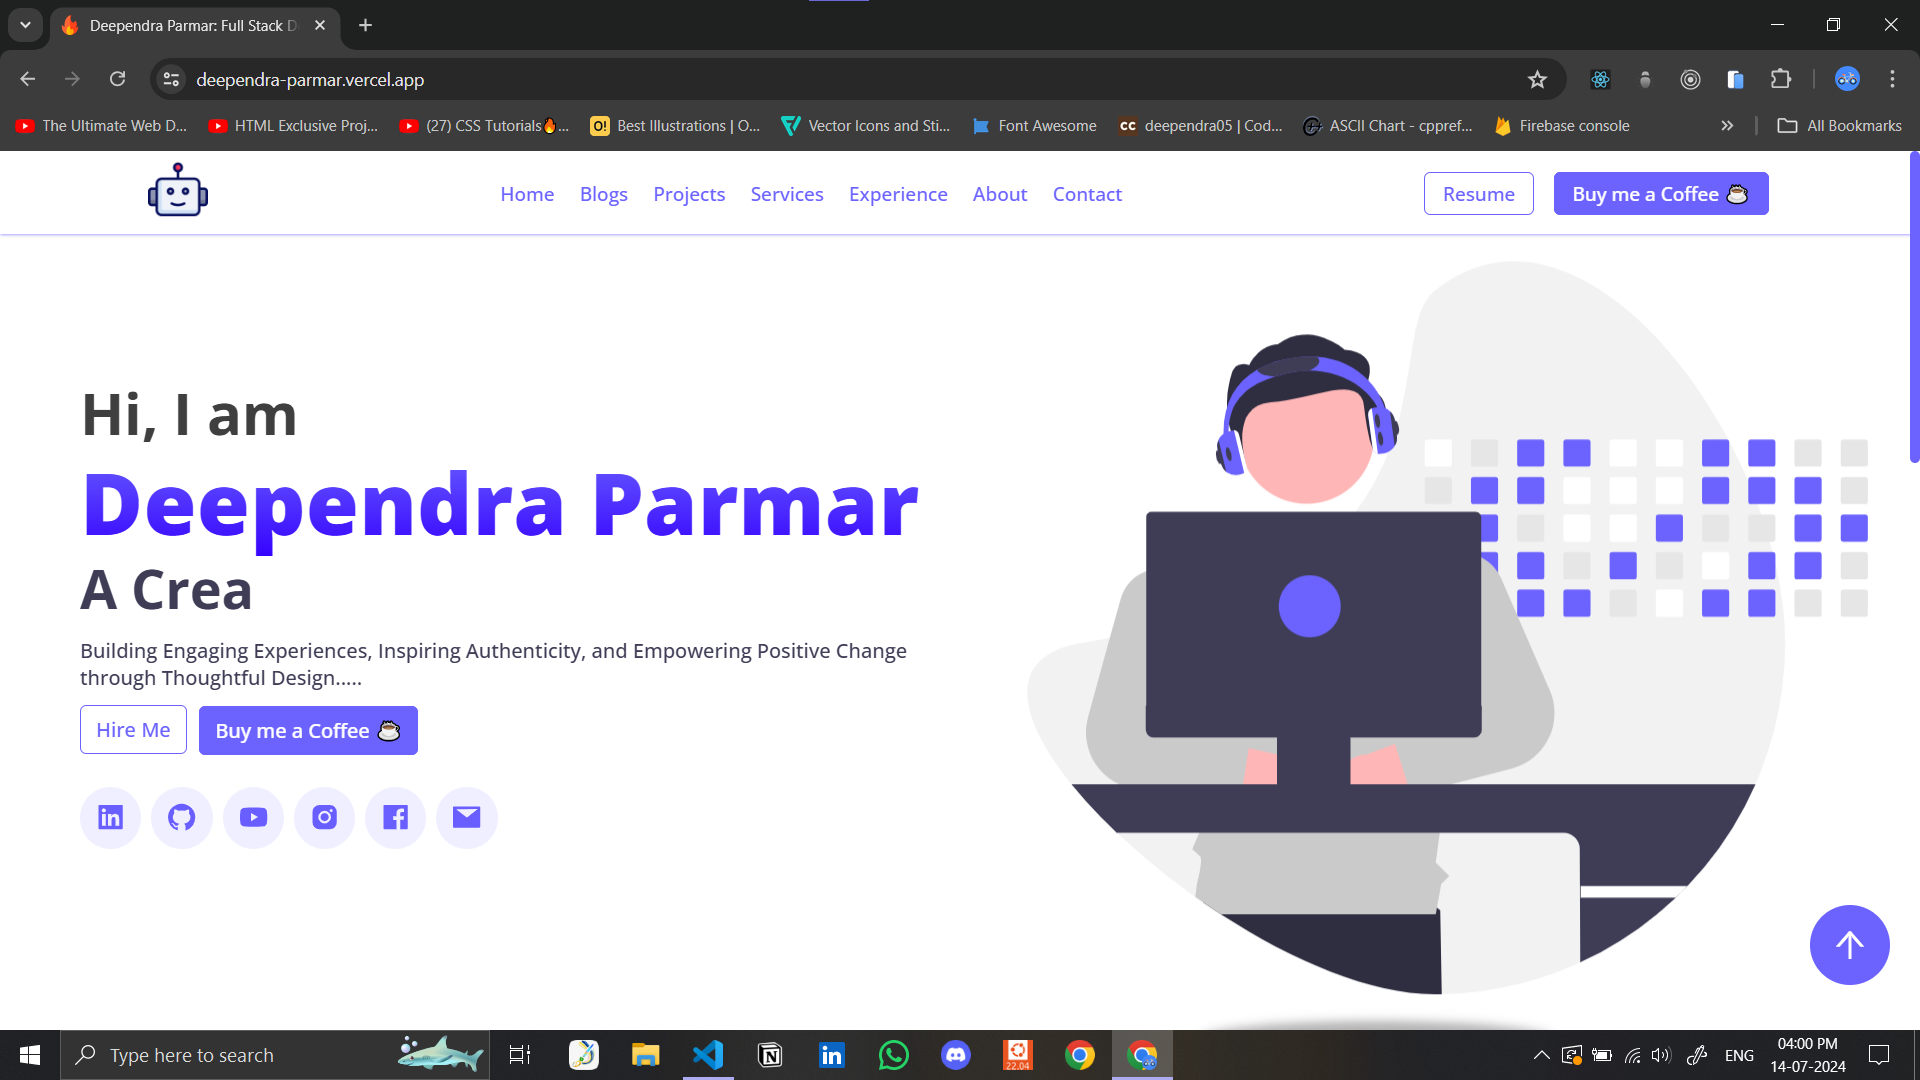 Deependra Parmar: Full Stack D
deependra-parmar.vercel.app
The Ultimate Web D...
HTML Exclusive Proj...
(27) CSS Tutorials🔥...
O!
Best Illustrations | O...
Vector Icons and Sti...
Font Awesome
cc
deependra05 | Cod...
ASCII Chart - cppref...
Firebase console
All Bookmarks
Home
Blogs
Projects
Services
Experience
About
Contact
Resume
Buy me a Coffee ☕
Hi, I am
Deependra Parmar
A Crea
Building Engaging Experiences, Inspiring Authenticity, and Empowering Positive Change
through Thoughtful Design.....
Hire Me
Buy me a Coffee ☕
Type here to search
22.04
ENG
04:00 PM
14-07-2024